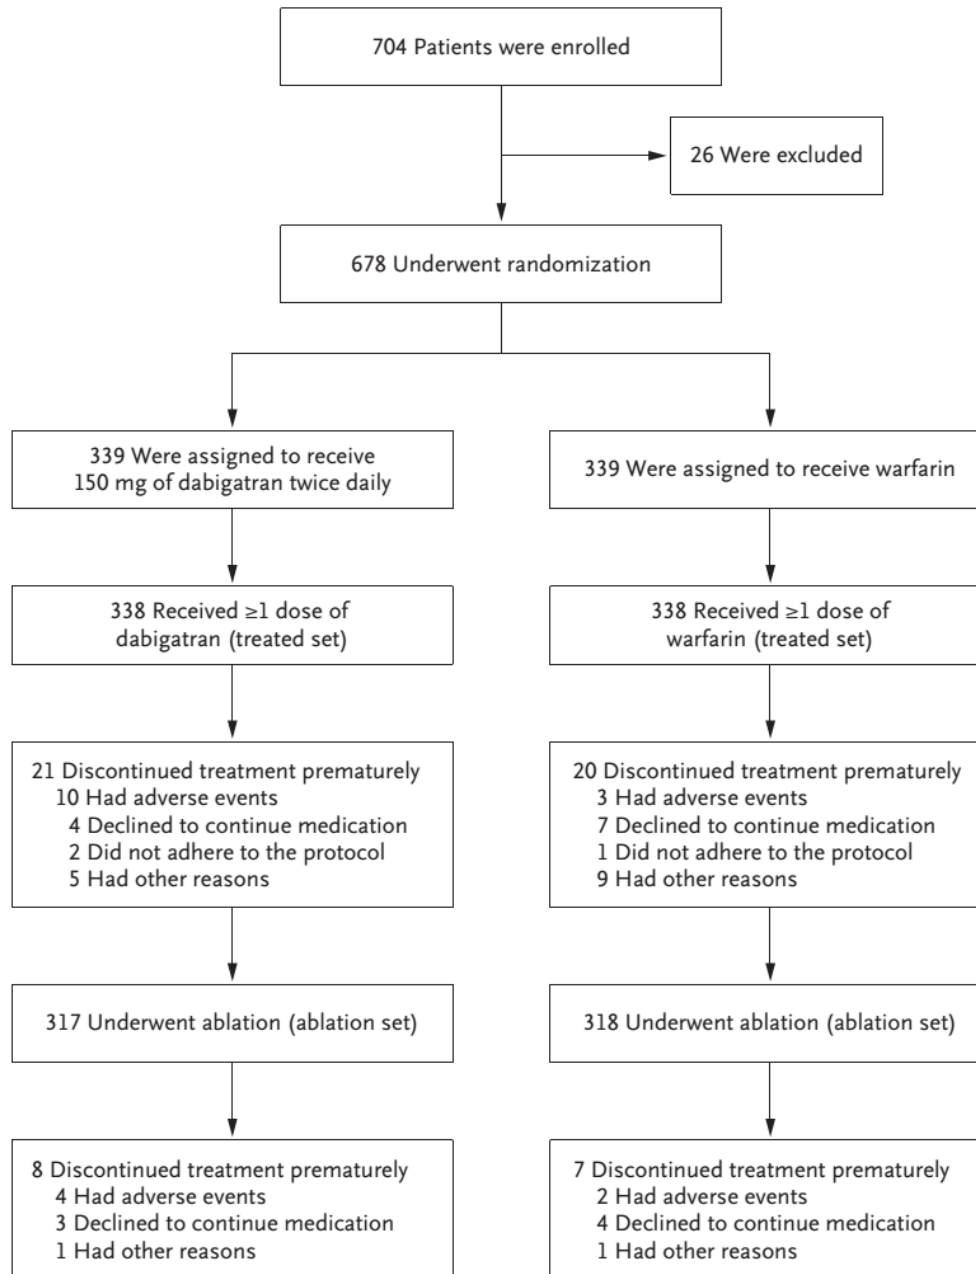 704 Patients were enrolled
26 Were excluded
678 Underwent randomization
339 Were assigned to receive
150 mg of dabigatran twice daily
339 Were assigned to receive warfarin
338 Received ≥1 dose of
dabigatran (treated set)
338 Received ≥1 dose of
warfarin (treated set)
21 Discontinued treatment prematurely
10 Had adverse events
4 Declined to continue medication
2 Did not adhere to the protocol
5 Had other reasons
20 Discontinued treatment prematurely
3 Had adverse events
7 Declined to continue medication
1 Did not adhere to the protocol
9 Had other reasons
317 Underwent ablation (ablation set)
318 Underwent ablation (ablation set)
8 Discontinued treatment prematurely
4 Had adverse events
3 Declined to continue medication
1 Had other reasons
7 Discontinued treatment prematurely
2 Had adverse events
4 Declined to continue medication
1 Had other reasons